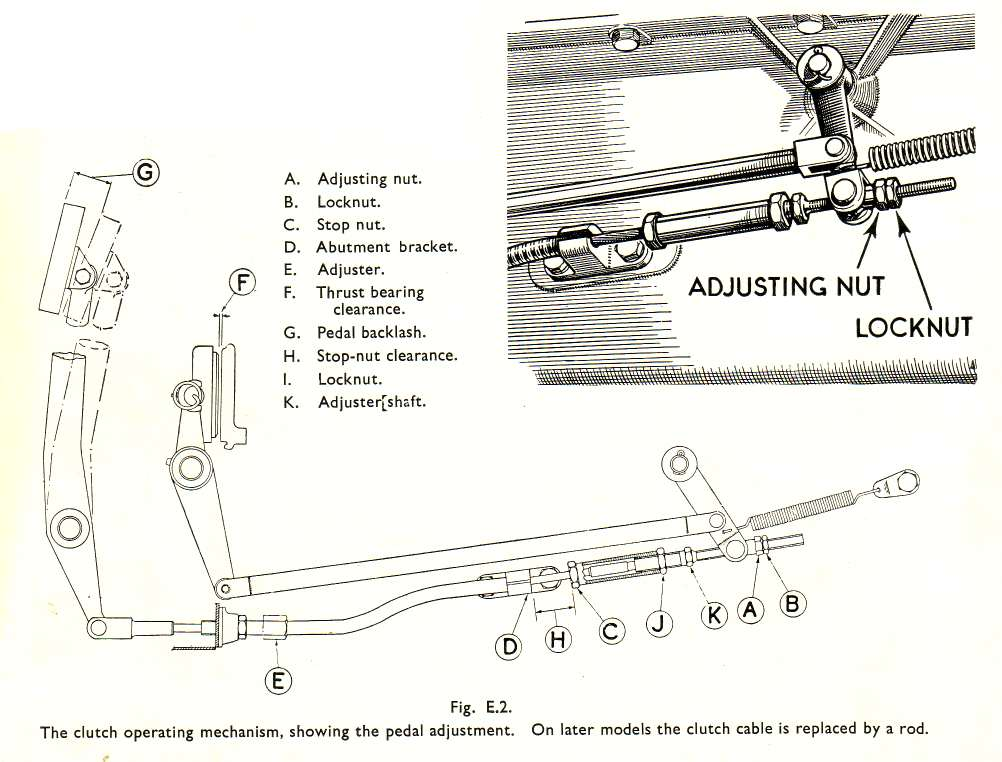 A. Adjusting nut.
B. Locknut.
C. Stop nut.
D. Abutment bracket.
E. Adjuster.
F. Thrust bearing
clearance.
G. Pedal backlash.
H. Stop-nut clearance.
I. Locknut.
K. Adjuster[shaft.
ADJUSTING NUT
LOCKNUT
G
F
D
H
C
J
K
A
B
E
Fig. E.2.
The clutch operating mechanism, showing the pedal adjustment. On later models the clutch cable is replaced by a rod.